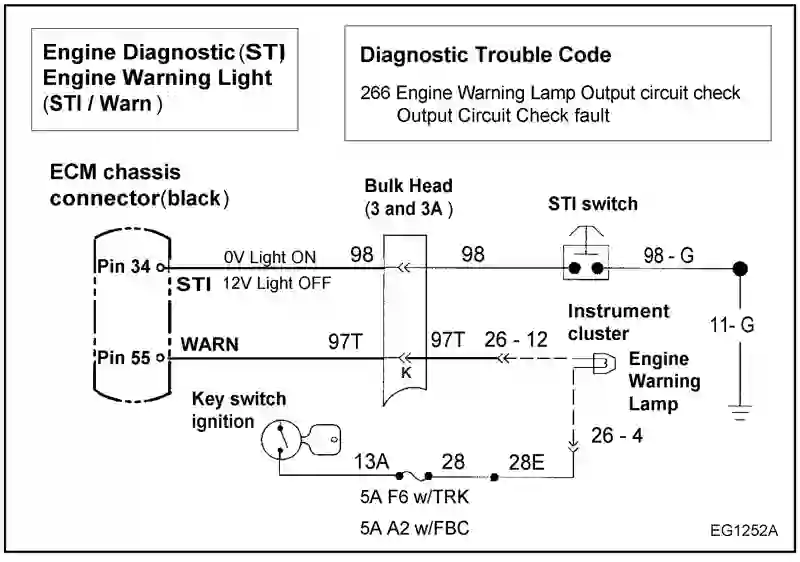 Engine Diagnostic (STI)
Engine Warning Light
(STI / Warn )
Diagnostic Trouble Code
266 Engine Warning Lamp Output circuit check
Output Circuit Check fault
ECM chassis
connector(black)
Bulk Head
(3 and 3A )
STI switch
Pin 34
0V Light ON
98
98
98 - G
STI
12V Light OFF
Instrument
cluster
11- G
Pin 55
WARN
97T
97T
26 - 12
K
Engine
Warning
Lamp
Key switch
ignition
26 - 4
13A
28
28E
5A F6 w/TRK
5A A2 w/FBC
EG1252A